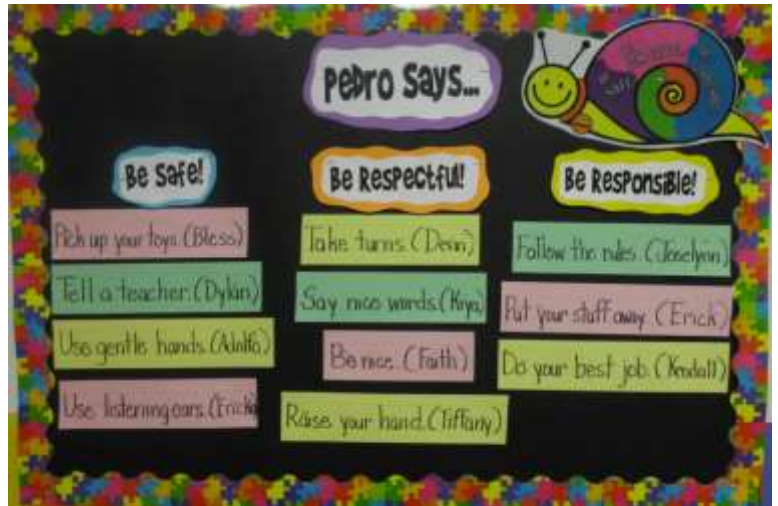 Pedro Says...
Be Safe!
Pick up your toys. (Bless)
Tell a teacher. (Dylan)
Use gentle hands. (Adolfo)
Use listening ears. (Erick)
Be Respectful!
Take turns. (Devin)
Say nice words. (Kiya)
Be nice. (Faith)
Raise your hand. (Tiffany)
Be Responsible!
Follow the rules. (Jocelynn)
Put your stuff away. (Erick)
Do your best job. (Kendall)